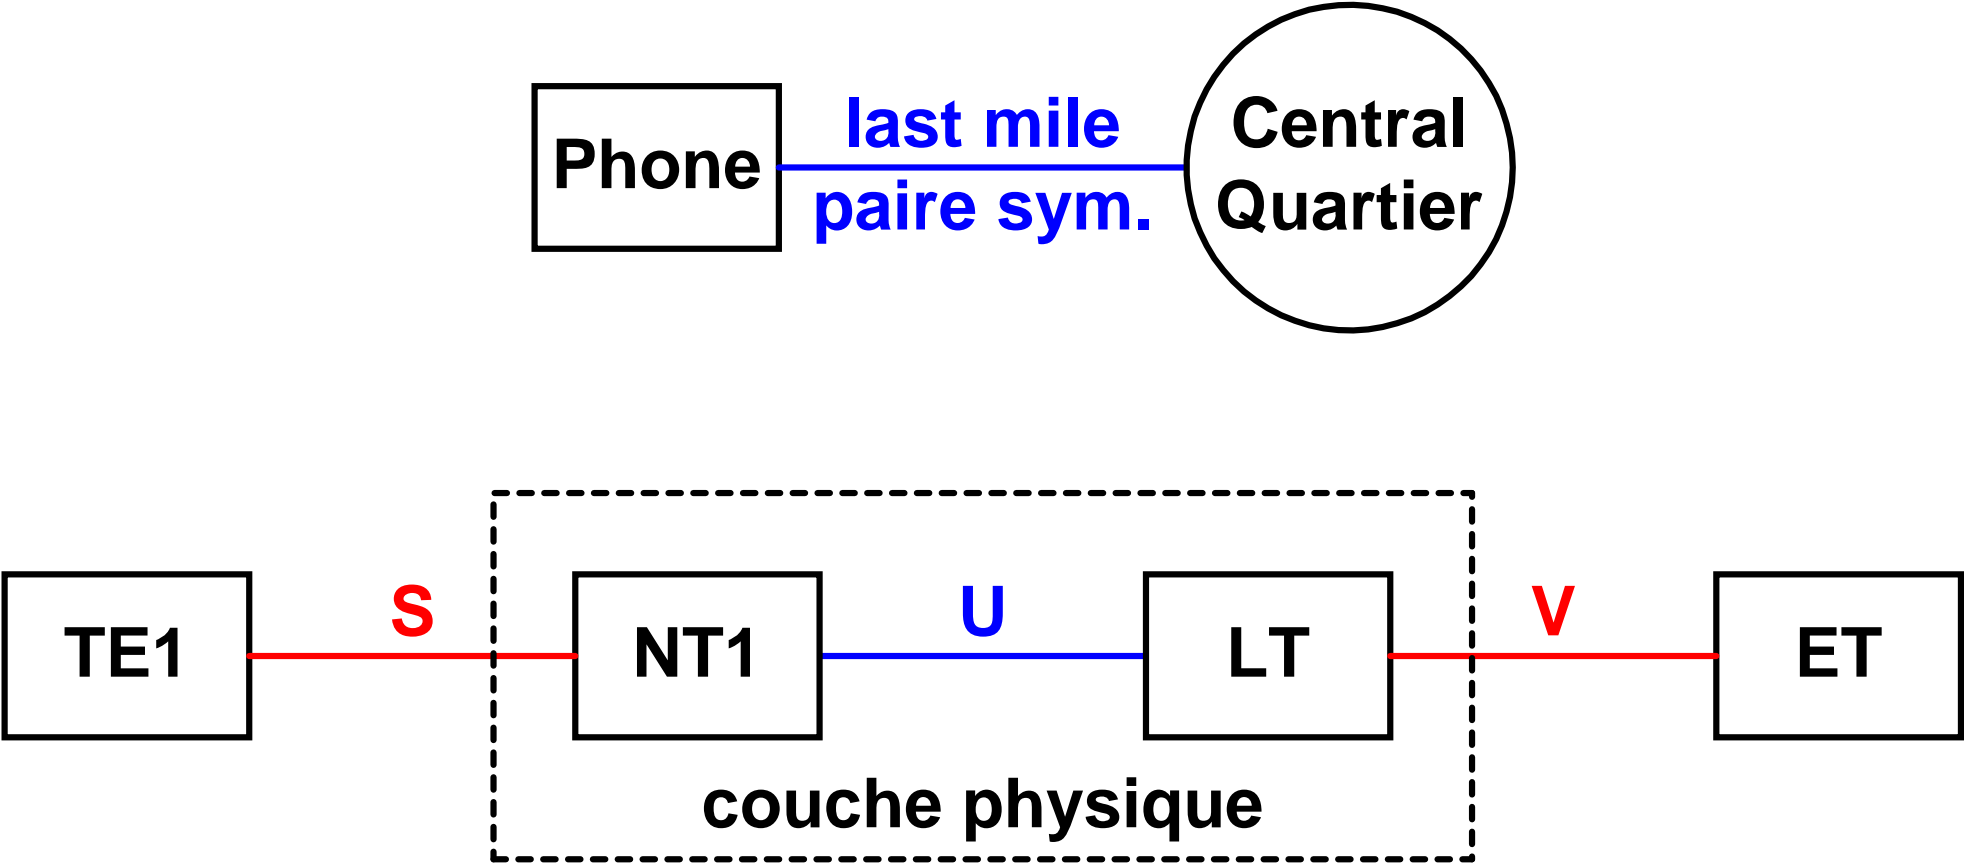 last mile
Phone
paire sym.
Central
Quartier
S
U
V
TE1
NT1
LT
ET
couche physique